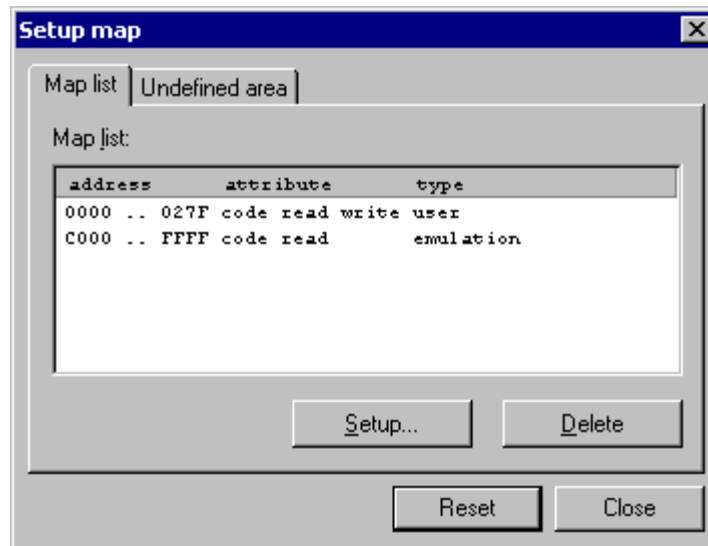 Setup map
Map list Undefined area
Map list:
address attribute type
0000 .. 027F code read write user
C000 .. FFFF code read emulation
Setup... Delete
Reset Close